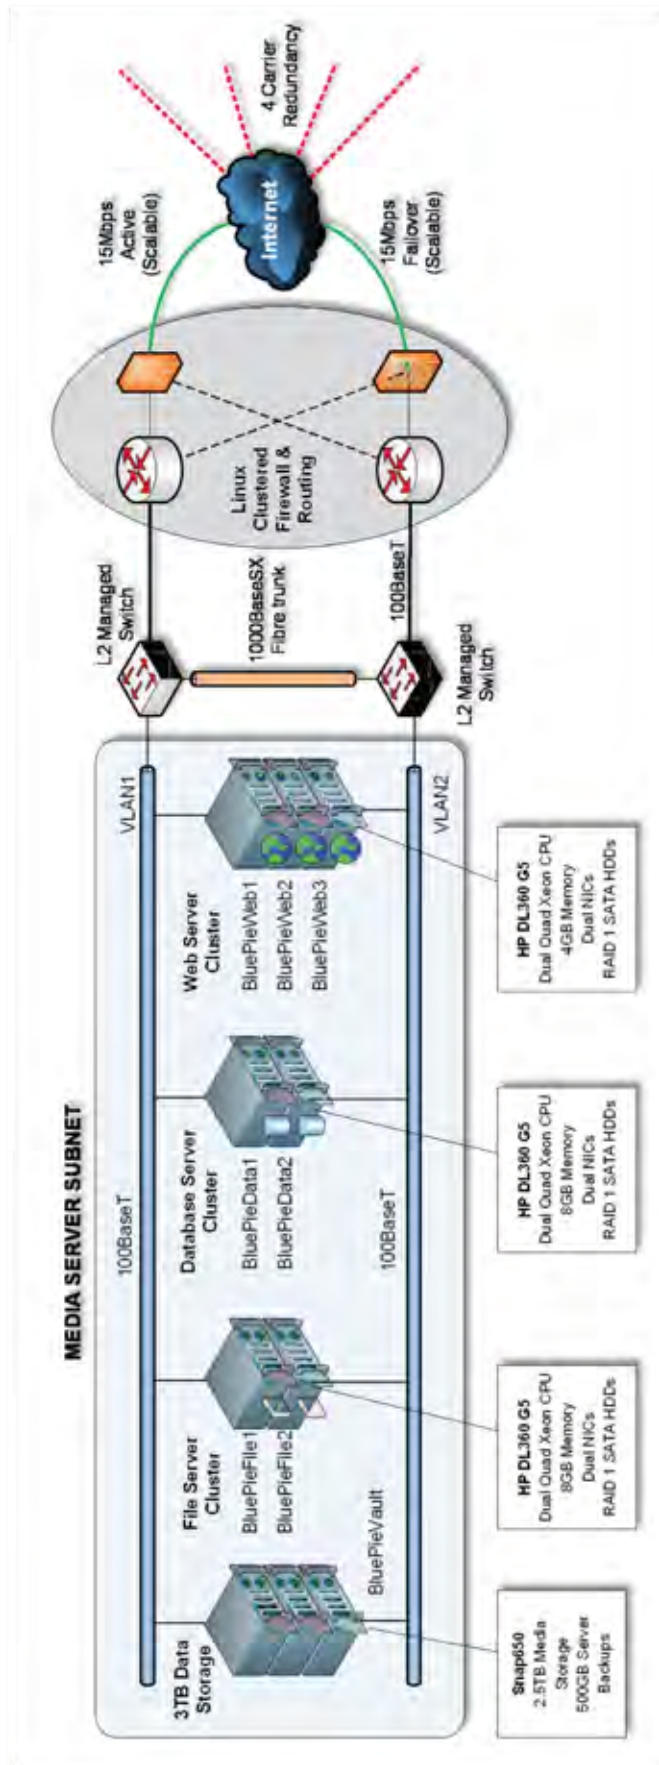 MEDIA SERVER SUBNET
100BaseT
VLAN1
3TB Data
Storage
File Server
Cluster
BluePieFile1
BluePieFile2
Database Server
Cluster
BluePieData1
BluePieData2
Web Server
Cluster
BluePieWeb1
BluePieWeb2
BluePieWeb3
BluePieVault
100BaseT
VLAN2
Snap650
2.5TB Media
Storage
500GB Server
Backups
HP DL360 G5
Dual Quad Xeon CPU
8GB Memory
Dual NICs
RAID 1 SATA HDDs
HP DL360 G5
Dual Quad Xeon CPU
8GB Memory
Dual NICs
RAID 1 SATA HDDs
HP DL360 G5
Dual Quad Xeon CPU
4GB Memory
Dual NICs
RAID 1 SATA HDDs
L2 Managed
Switch
1000BaseSX
Fibre trunk
100BaseT
L2 Managed
Switch
Linux
Clustered
Firewall &
Routing
15Mbps
Active
(Scalable)
Internet
15Mbps
Failover
(Scalable)
4 Carrier
Redundancy